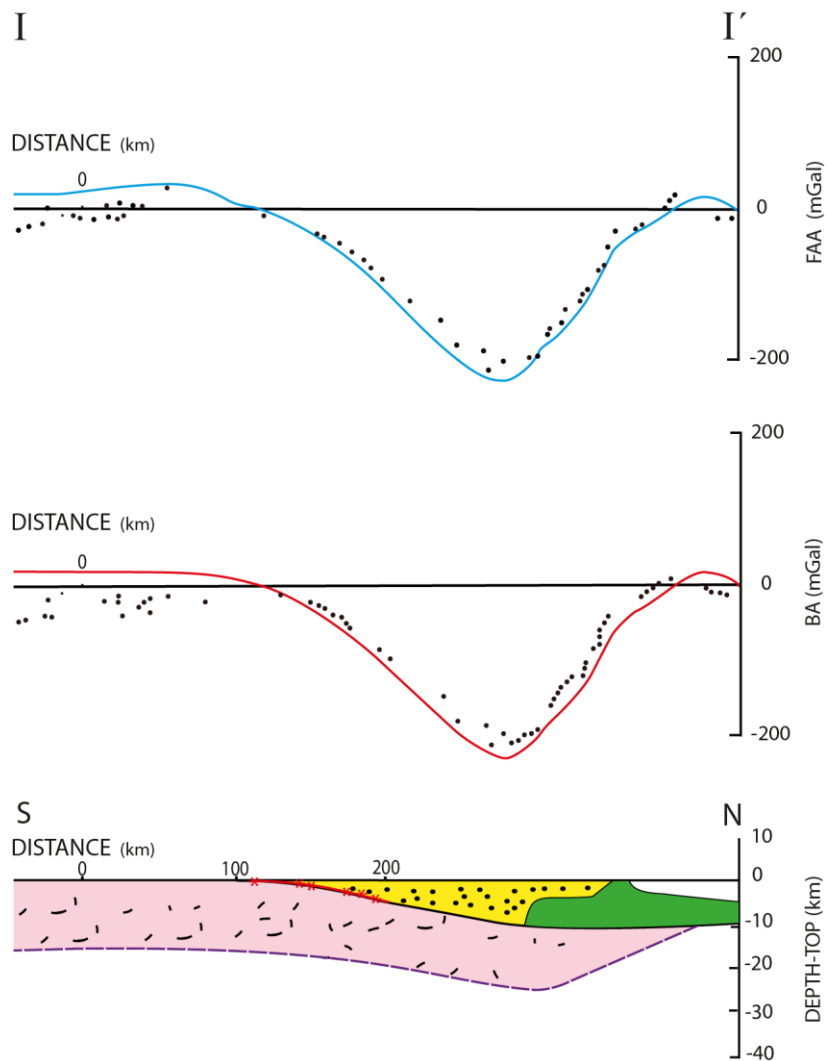 I I´
200
DISTANCE (km)
0
0
FAA (mGal)
-200
200
DISTANCE (km)
0
0
BA (mGal)
-200
S N
DISTANCE (km)
0 100 200
10
0
-10
-20
-30
-40
DEPTH-TOP (km)